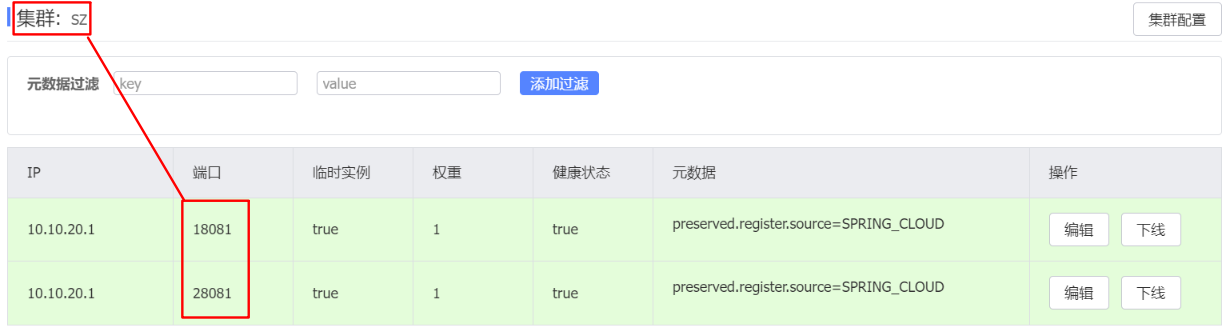 集群: sz
集群配置
元数据过滤 key value 添加过滤
IP 端口 临时实例 权重 健康状态 元数据 操作
10.10.20.1 18081 true 1 true preserved.register.source=SPRING_CLOUD 编辑 下线
10.10.20.1 28081 true 1 true preserved.register.source=SPRING_CLOUD 编辑 下线